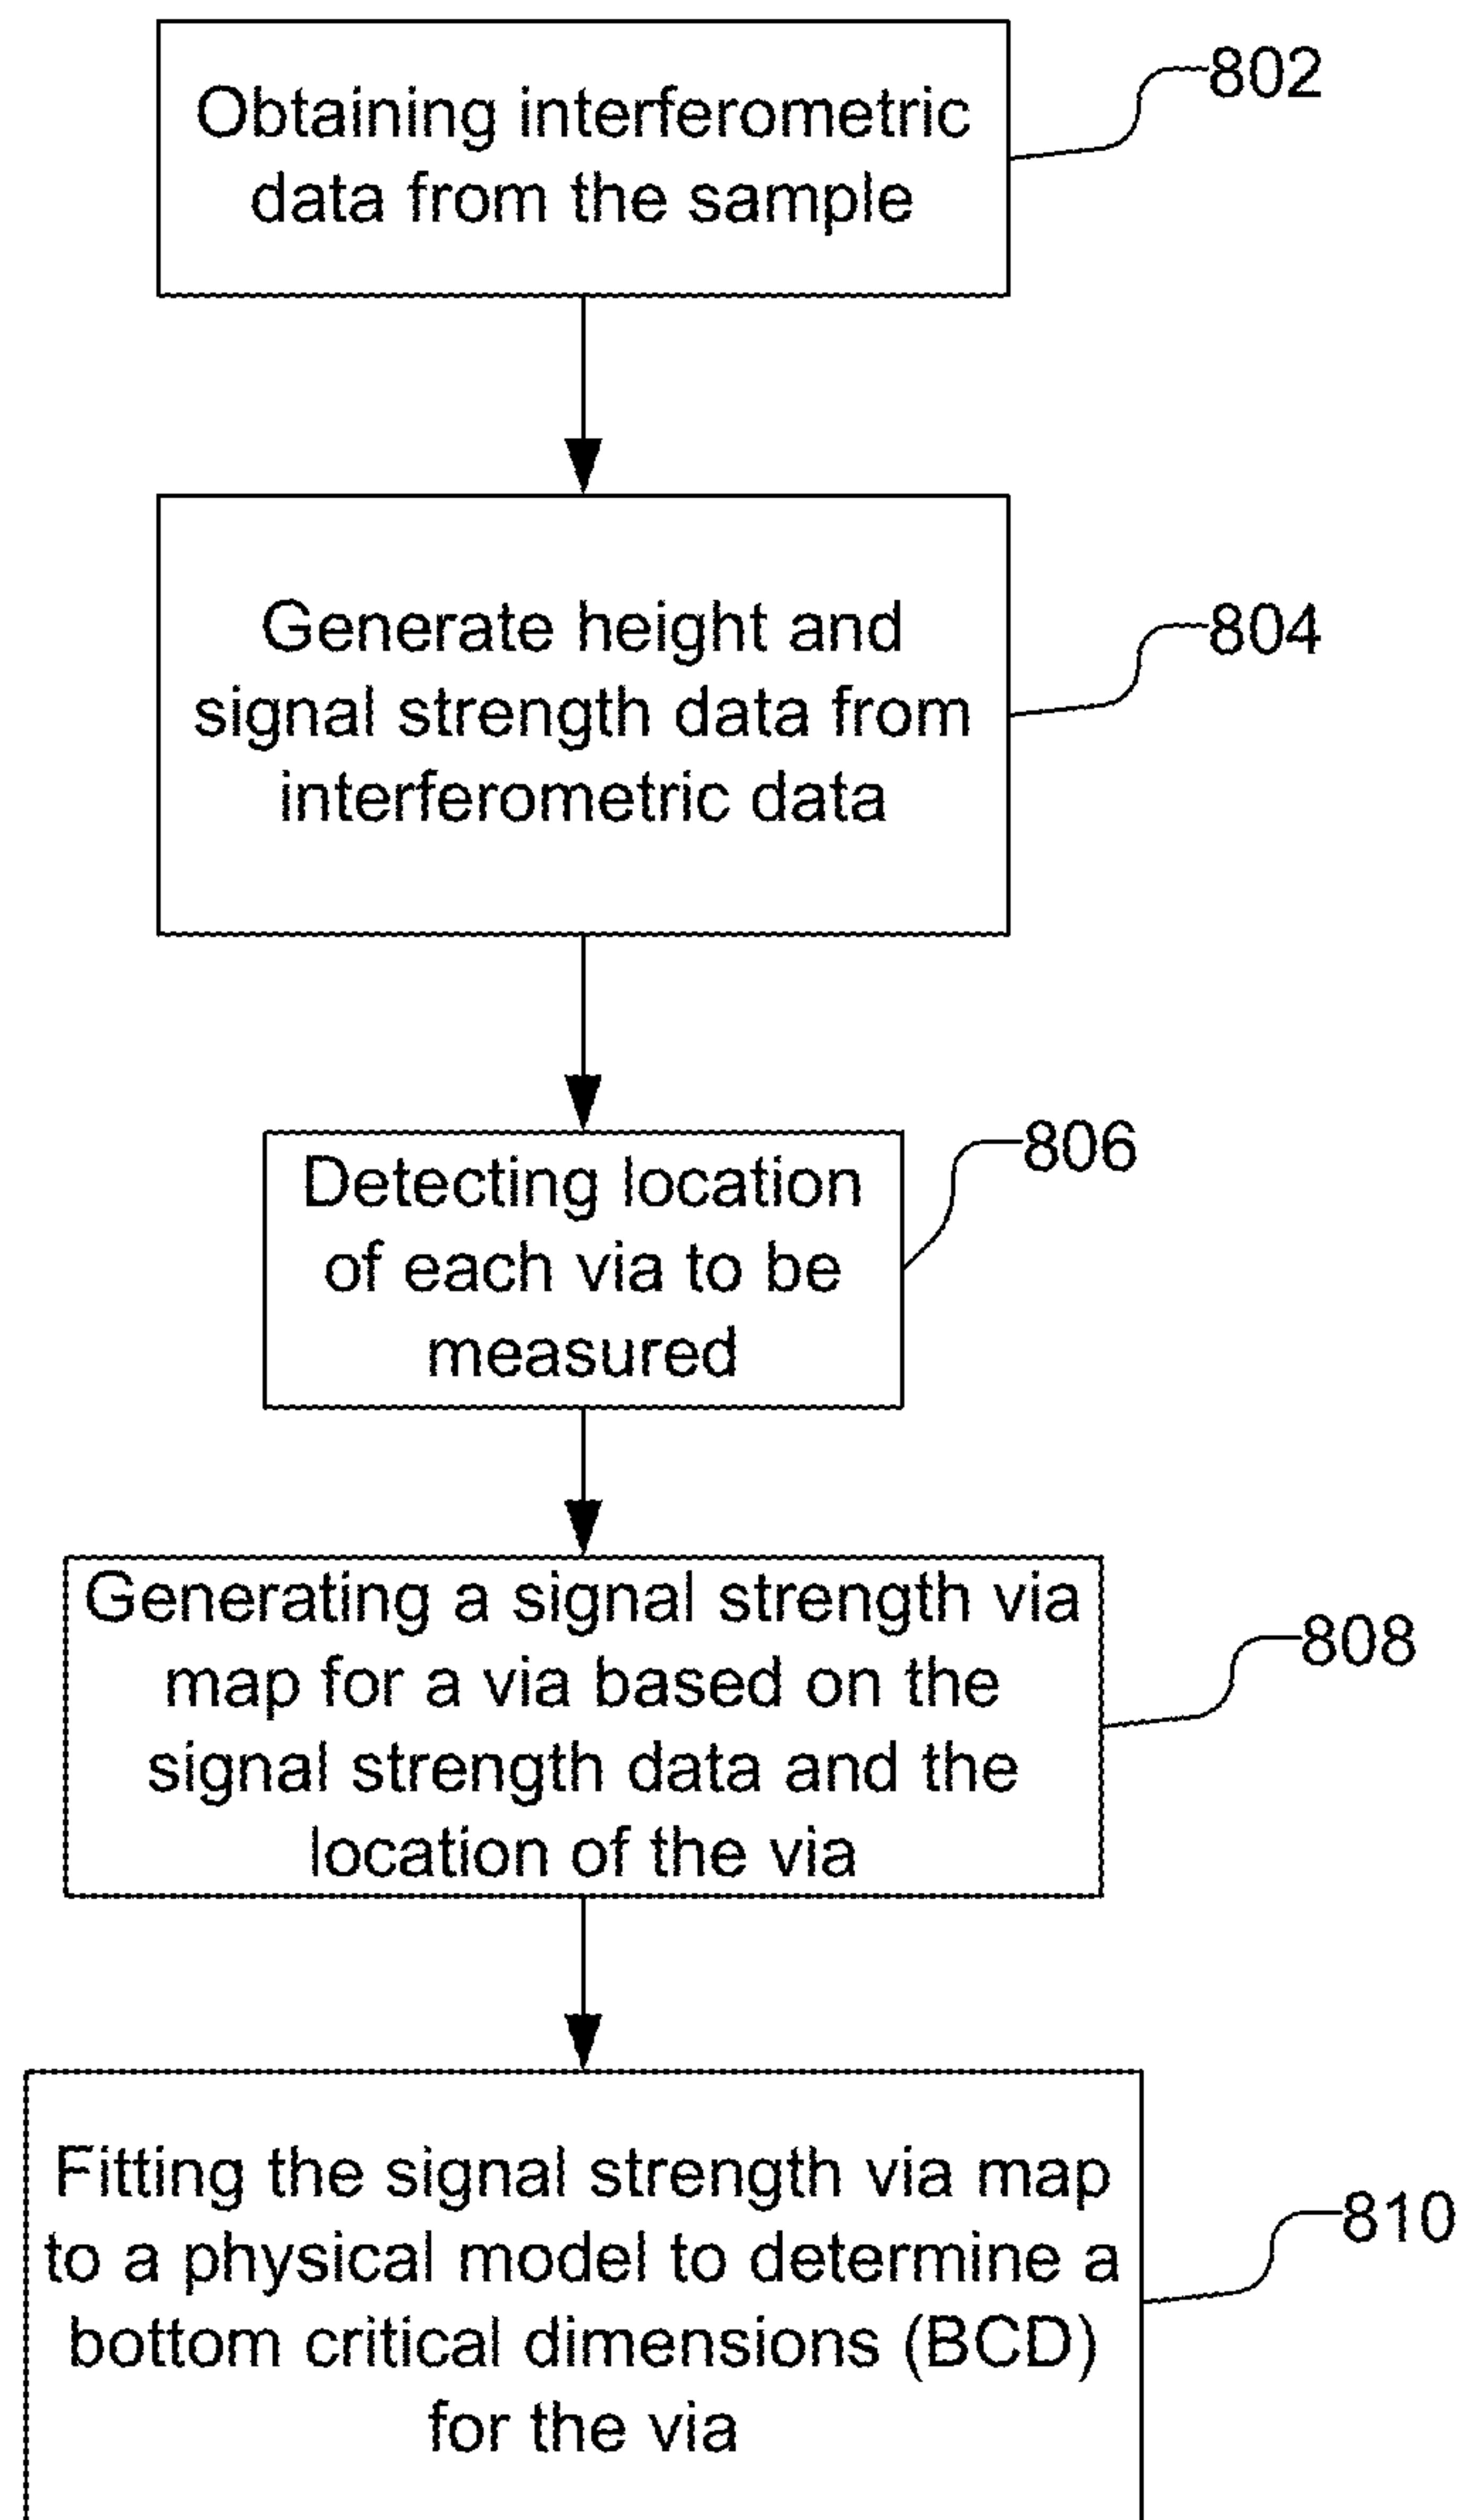 Obtaining interferometric
data from the sample
802
Generate height and
signal strength data from
interferometric data
804
Detecting location
of each via to be
measured
806
Generating a signal strength via
map for a via based on the
signal strength data and the
location of the via
808
Fitting the signal strength via map
to a physical model to determine a
bottom critical dimensions (BCD)
for the via
810